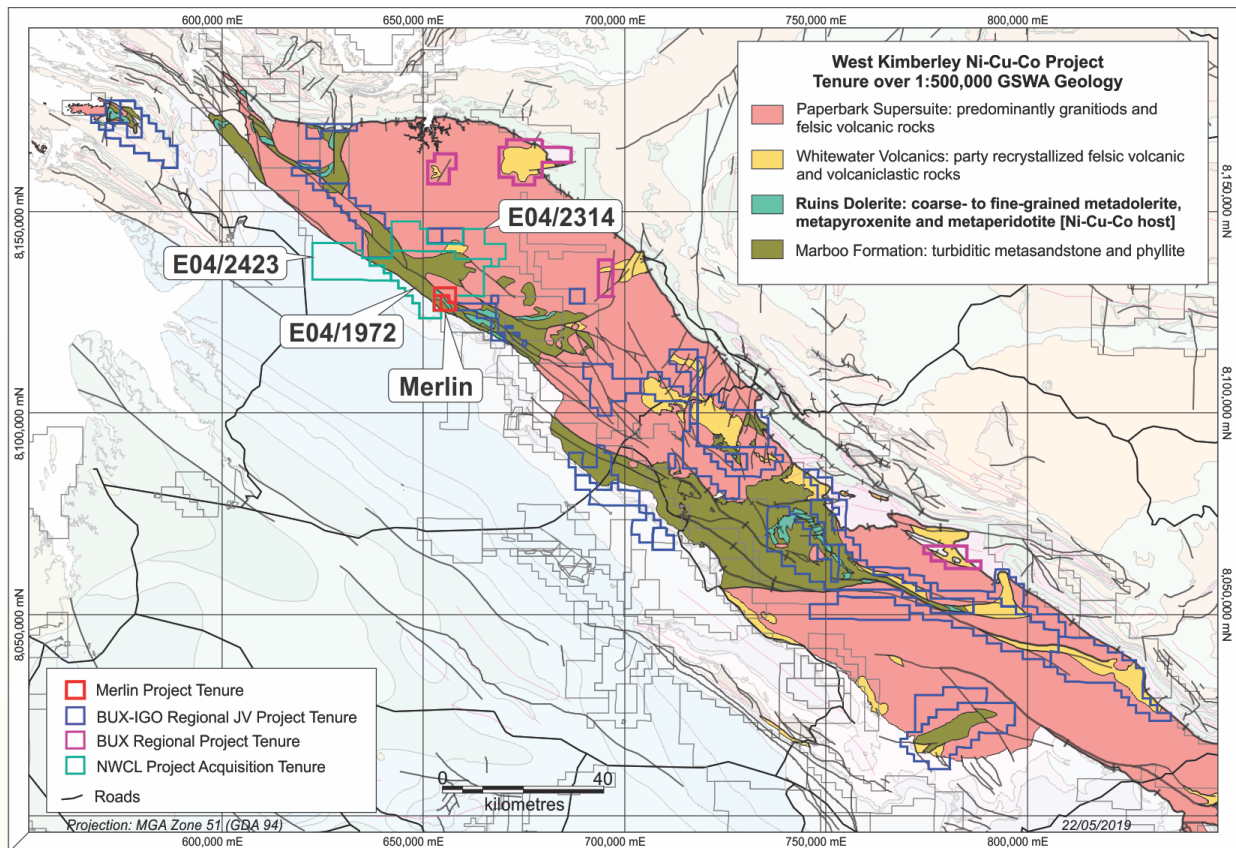 600,000 mE
650,000 mE
700,000 mE
750,000 mE
800,000 mE
West Kimberley Ni-Cu-Co Project
Tenure over 1:500,000 GSWA Geology
Paperbark Supersuite: predominantly granitiods and
felsic volcanic rocks
Whitewater Volcanics: party recrystallized felsic volcanic
and volcaniclastic rocks
Ruins Dolerite: coarse- to fine-grained metadolerite,
metapyroxenite and metaperidotite [Ni-Cu-Co host]
Marboo Formation: turbiditic metasandstone and phyllite
8,150,000 mN
8,150,000 mN
E04/2314
E04/2423
E04/1972
Merlin
8,100,000 mN
8,100,000 mN
8,050,000 mN
8,050,000 mN
Merlin Project Tenure
BUX-IGO Regional JV Project Tenure
BUX Regional Project Tenure
NWCL Project Acquisition Tenure
Roads
0
40
kilometres
Projection: MGA Zone 51 (GDA 94)
22/05/2019
600,000 mE
650,000 mE
700,000 mE
750,000 mE
800,000 mE